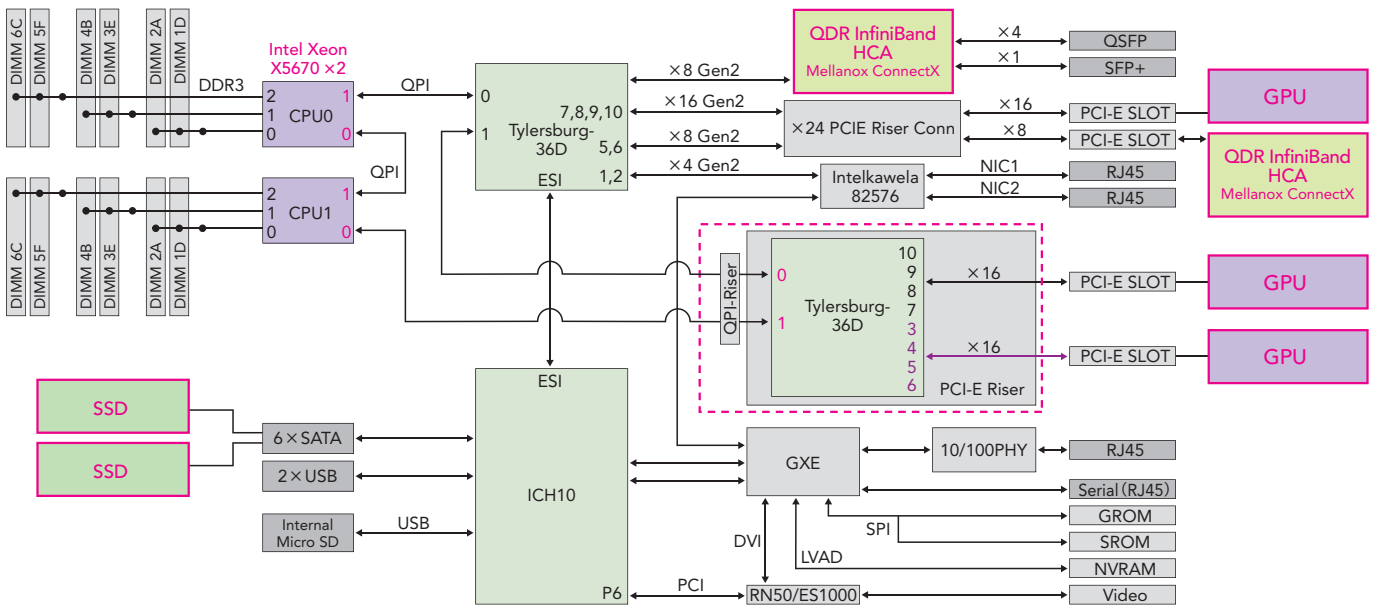 DIMM 6C
DIMM 5F
DIMM 4B
DIMM 3E
DIMM 2A
DIMM 1D
Intel Xeon
X5670 ×2
DDR3
2
1
0
CPU0
1
0
QPI
QPI
DIMM 6C
DIMM 5F
DIMM 4B
DIMM 3E
DIMM 2A
DIMM 1D
2
1
0
CPU1
1
0
0
1
7,8,9,10
Tylersburg-
36D
5,6
1,2
ESI
×8 Gen2
×16 Gen2
×8 Gen2
×4 Gen2
QDR InfiniBand
HCA
Mellanox ConnectX
×4
×1
QSFP
SFP+
×24 PCIE Riser Conn
×16
×8
PCI-E SLOT
PCI-E SLOT
GPU
QDR InfiniBand
HCA
Mellanox ConnectX
Intelkawela
82576
NIC1
NIC2
RJ45
RJ45
QPI-Riser
0
1
Tylersburg-
36D
10
9
8
7
3
4
5
6
PCI-E Riser
×16
×16
PCI-E SLOT
PCI-E SLOT
GPU
GPU
SSD
SSD
6×SATA
2×USB
Internal
Micro SD
USB
ESI
ICH10
P6
PCI
GXE
10/100PHY
RJ45
Serial (RJ45)
SPI
GROM
SROM
DVI
LVAD
NVRAM
RN50/ES1000
Video